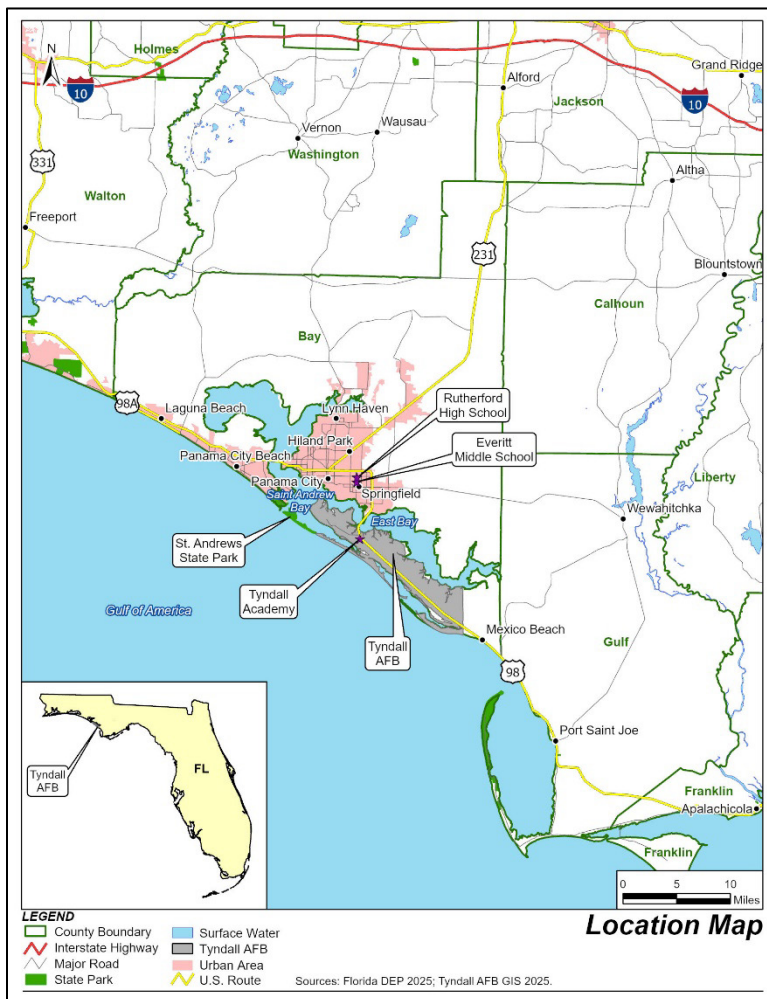 Holmes
N
10
Alford
Grand Ridge
Jackson
10
Vernon
Wausau
Washington
331
Altha
Walton
Freeport
231
Blountstown
Calhoun
Bay
98A
Laguna Beach
Lynn Haven
Rutherford
High School
Hiland Park
Everitt
Middle School
Panama City Beach
Panama City
Springfield
Liberty
Saint Andrew
Bay
East Bay
Wewahitchka
St. Andrews
State Park
Tyndall
Academy
Gulf of America
Tyndall
AFB
Mexico Beach
Gulf
98
Port Saint Joe
Tyndall
AFB
FL
Franklin
Apalachicola
Franklin
0 5 10
Miles
LEGEND
Location Map
County Boundary
Surface Water
Interstate Highway
Tyndall AFB
Major Road
Urban Area
State Park
U.S. Route
Sources: Florida DEP 2025; Tyndall AFB GIS 2025.